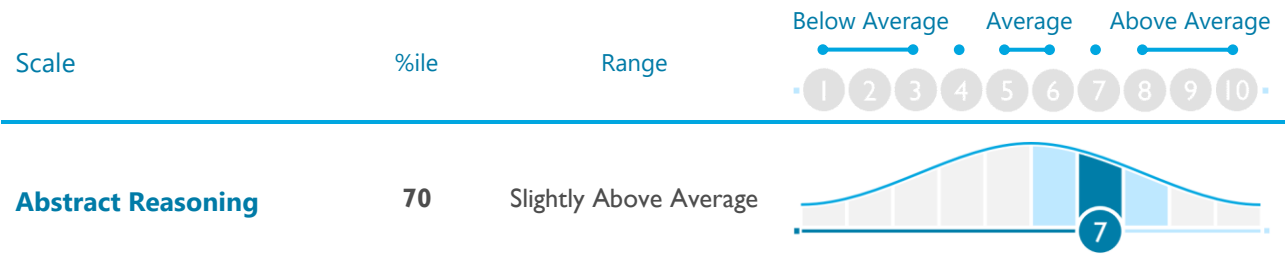 Below Average Average Above Average
Scale %ile Range
1 2 3 4 5 6 7 8 9 10
Abstract Reasoning 70 Slightly Above Average
7